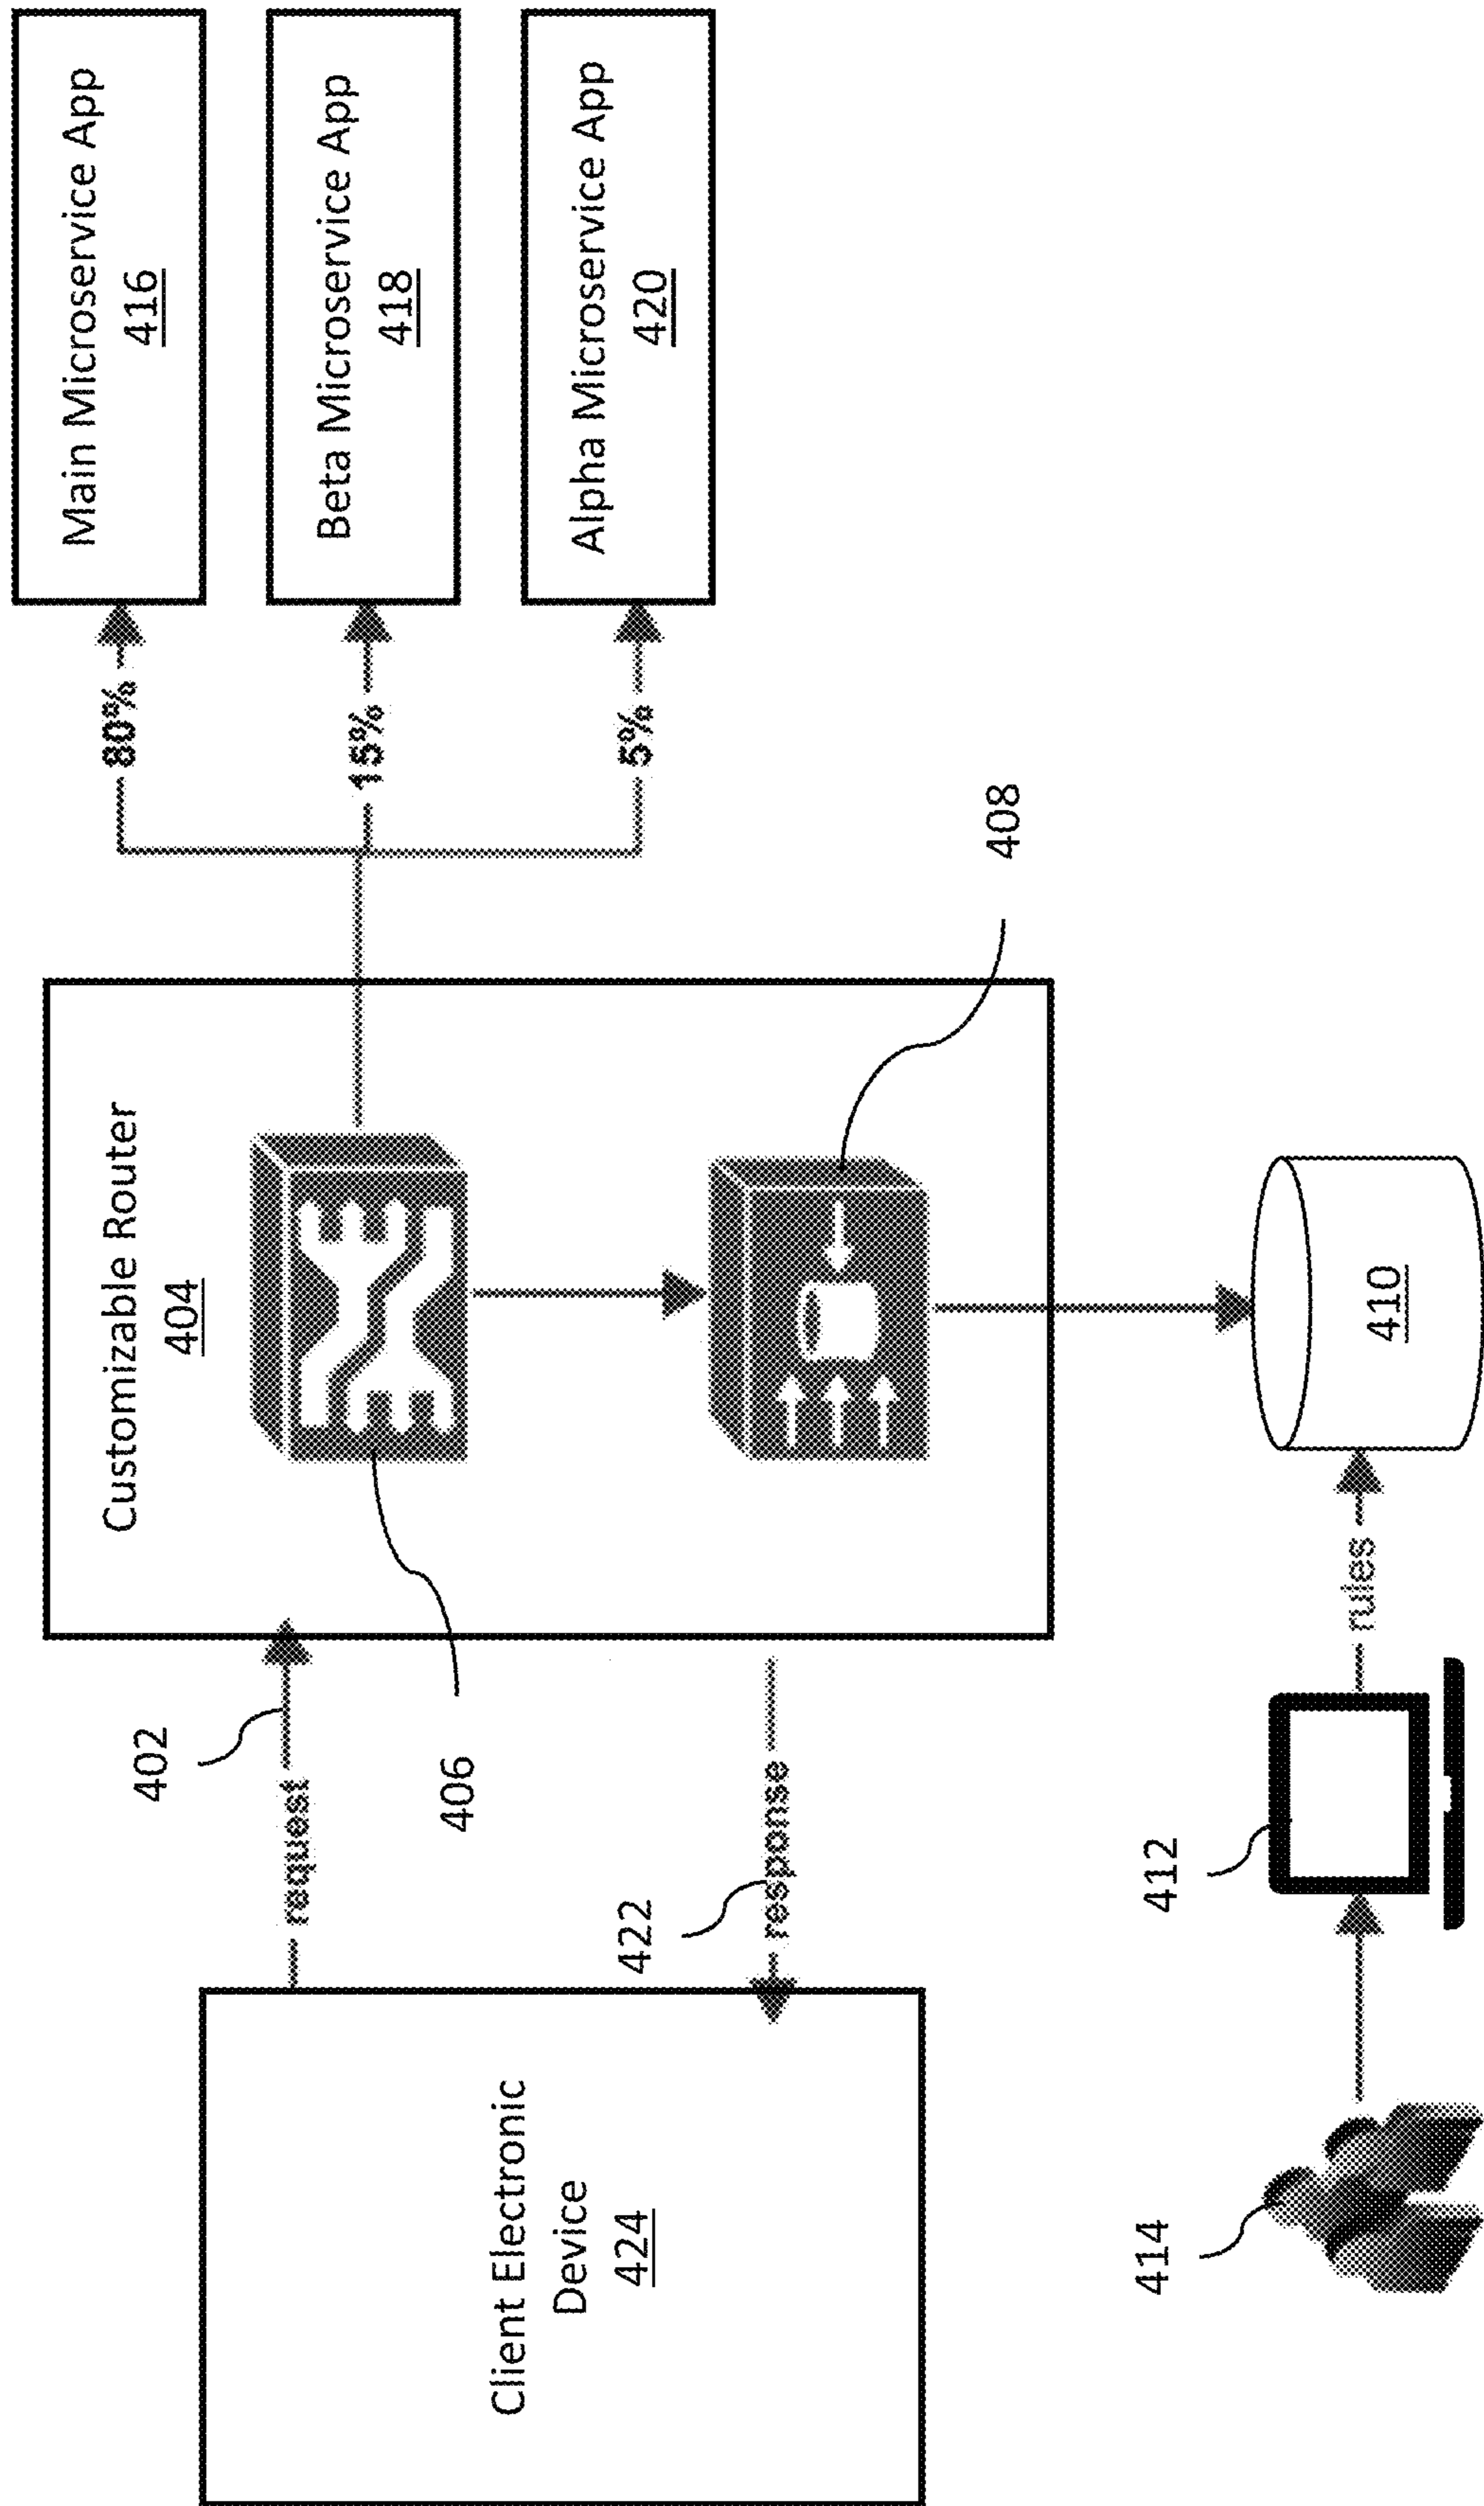 Client Electronic
Device
424
request
402
422
response
406
Customizable Router
404
408
80%
15%
5%
Main Microservice App
416
Beta Microservice App
418
Alpha Microservice App
420
414
412
rules
410